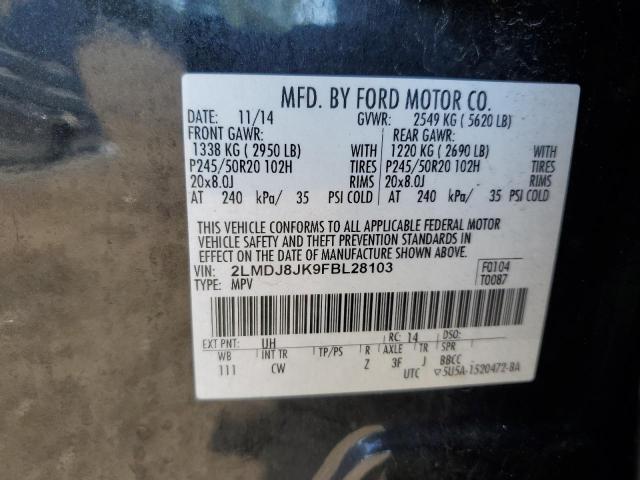 MFD. BY FORD MOTOR CO.
DATE: 11/14 GVWR: 2549 KG ( 5620 LB)
FRONT GAWR: REAR GAWR:
1338 KG ( 2950 LB) WITH 1220 KG ( 2690 LB) WITH
P245/50R20 102H TIRES P245/50R20 102H TIRES
20x8.0J RIMS 20x8.0J RIMS
AT 240 kPa/ 35 PSI COLD AT 240 kPa/ 35 PSI COLD
THIS VEHICLE CONFORMS TO ALL APPLICABLE FEDERAL MOTOR
VEHICLE SAFETY AND THEFT PREVENTION STANDARDS IN
EFFECT ON THE DATE OF MANUFACTURE SHOWN ABOVE.
VIN: 2LMDJ8JK9FBL28103 F0104
TYPE: MPV T0087
EXT PNT: UH RC: 14 DSO:
WB INT TR TP/PS R AXLE TR SPR
111 CW Z 3F J BBCC
UTC ▽5U5A-1520472-BA